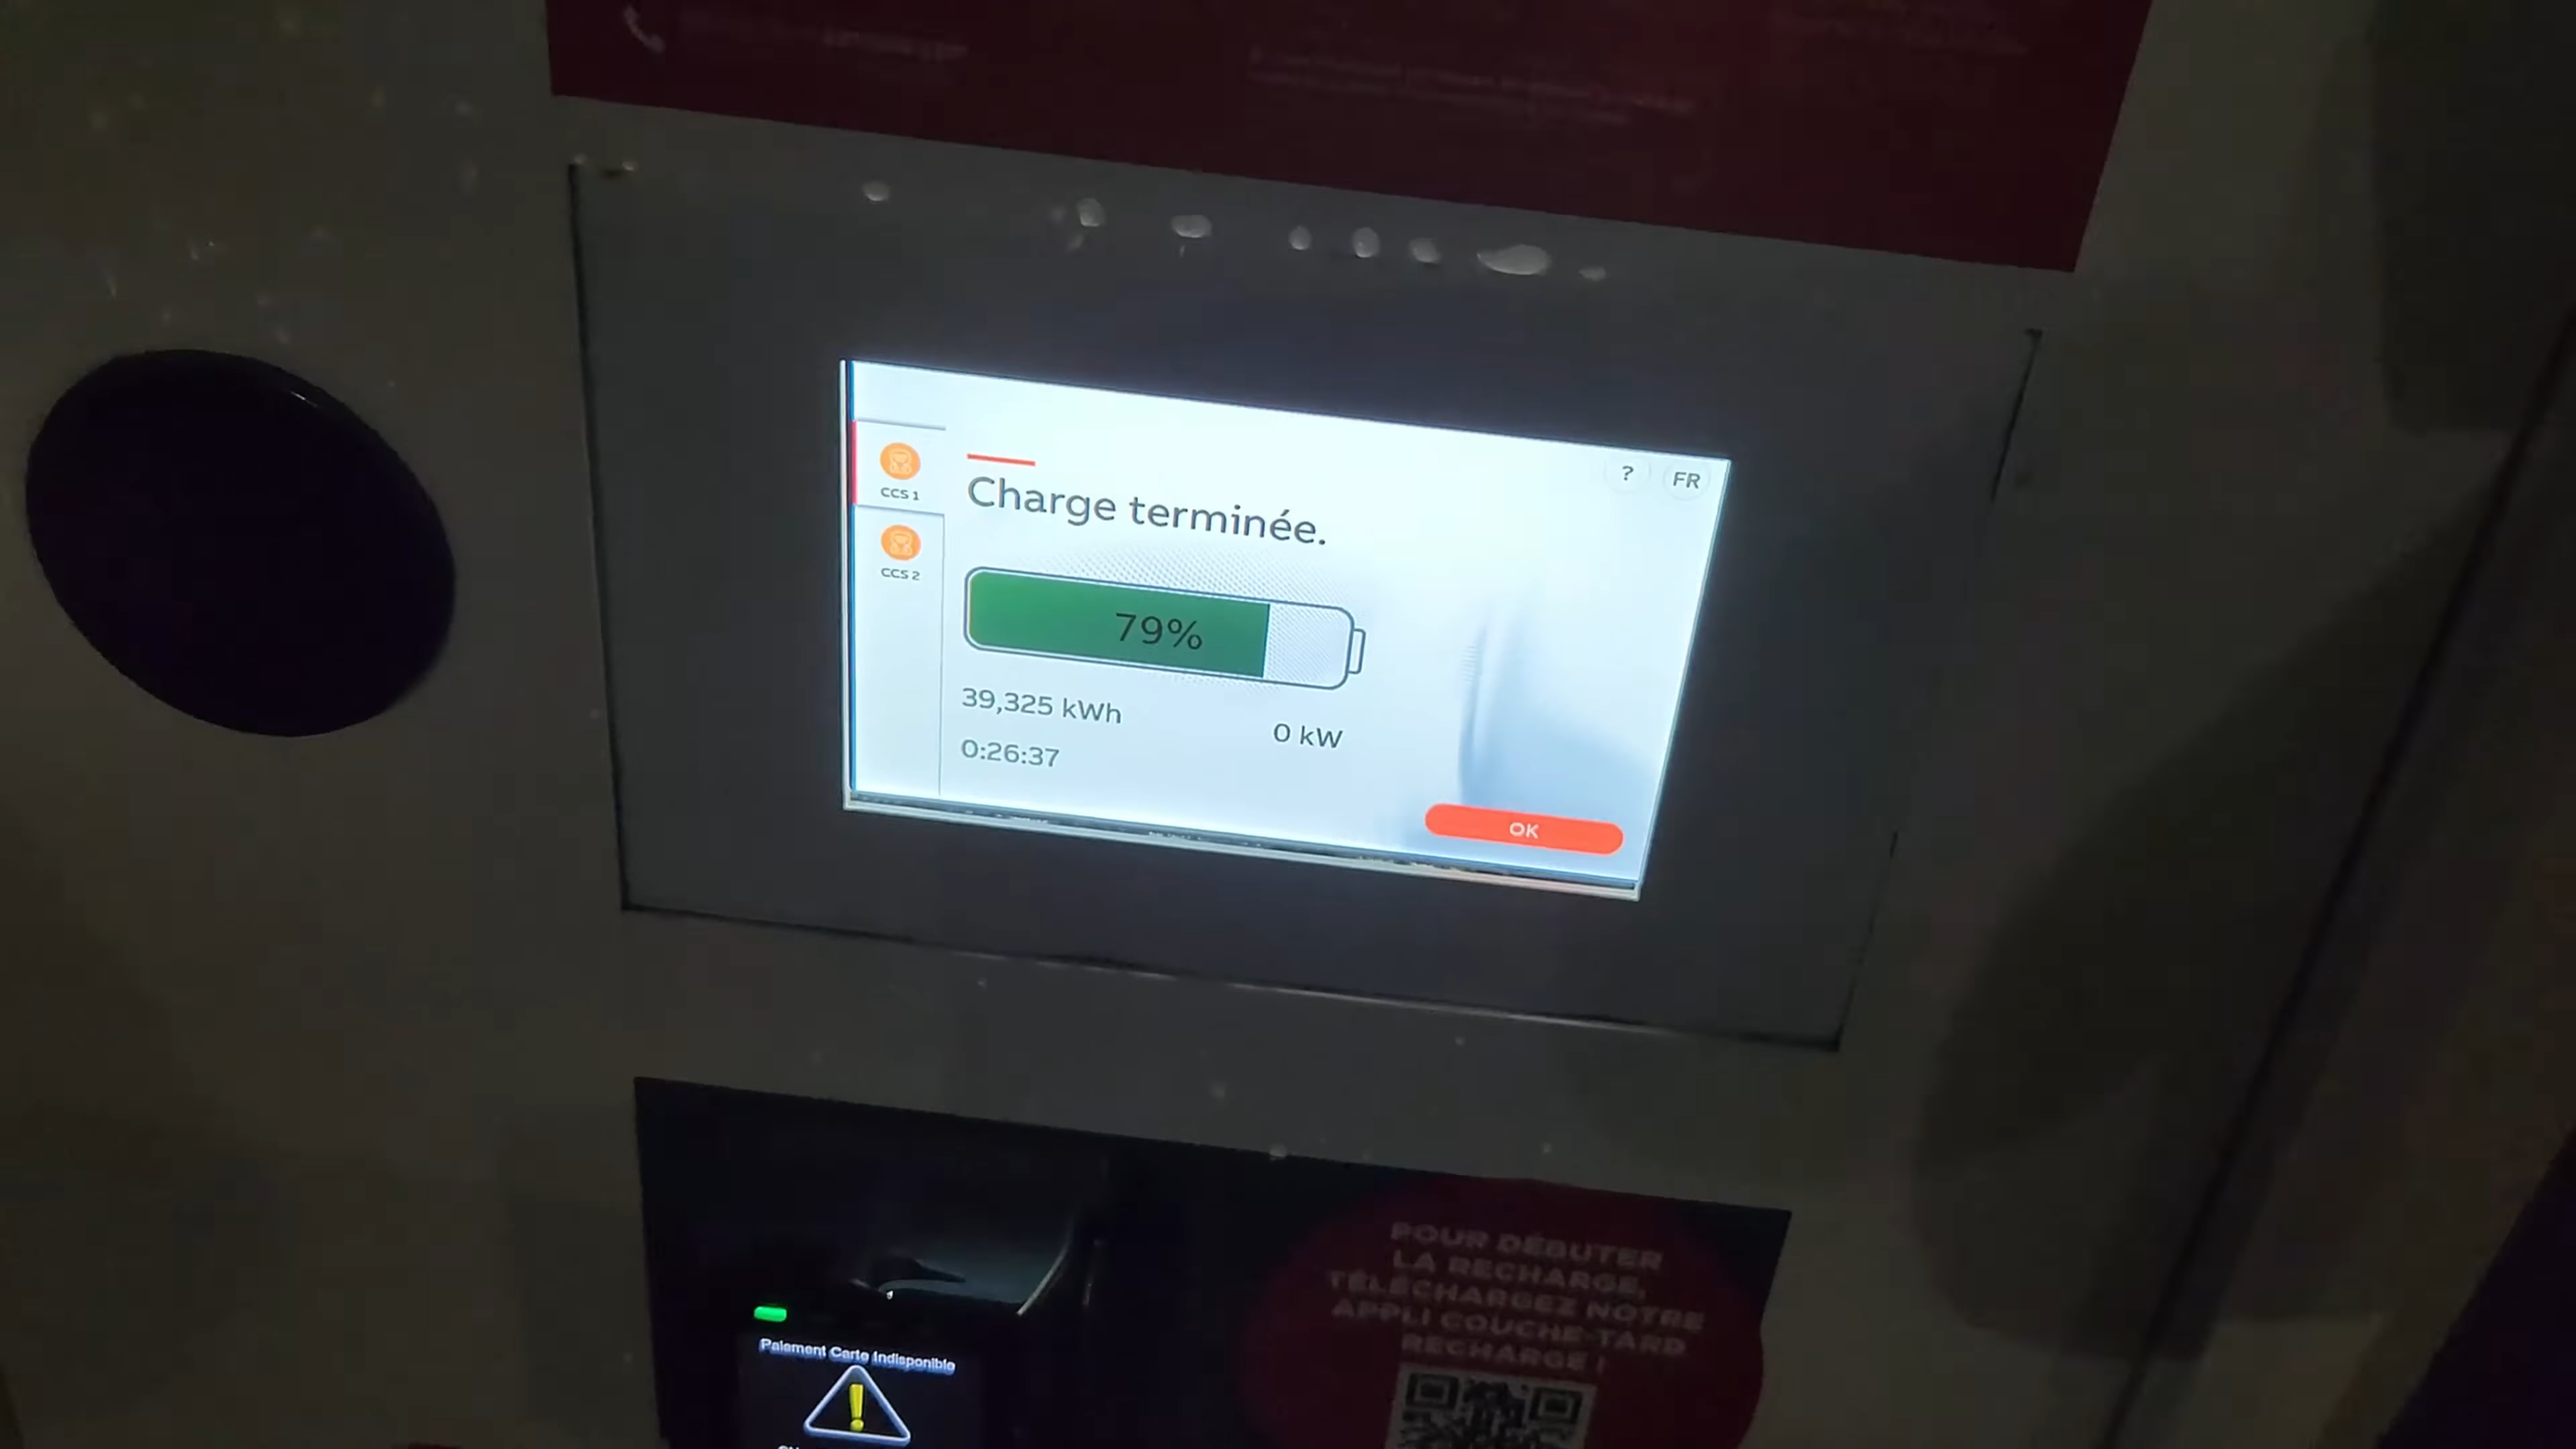 ? FR
CCS 1
Charge terminée.
CCS 2
79%
39,325 kWh
0 kW
0:26:37
OK
POUR DÉBUTER
LA RECHARGE,
TÉLÉCHARGEZ NOTRE
APPLI COUCHE-TARD
RECHARGE !
Paiement Carte Indisponible